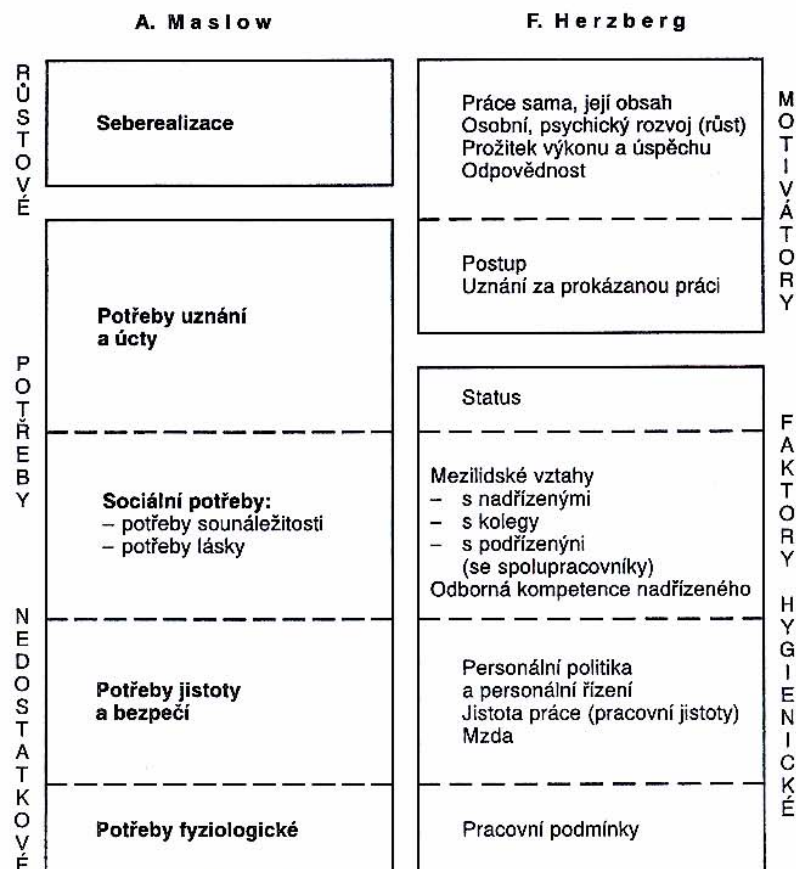 A. Maslow
RŮSTOVÉ
Seberealizace
POTŘEBY
Potřeby uznání
a úcty
Sociální potřeby:
– potřeby sounáležitosti
– potřeby lásky
NEDOSTATKOVÉ
Potřeby jistoty
a bezpečí
Potřeby fyziologické
F. Herzberg
Práce sama, její obsah
Osobní, psychický rozvoj (růst)
Prožitek výkonu a úspěchu
Odpovědnost
MOTIVÁTORY
Postup
Uznání za prokázanou práci
Status
FAKTORY
Mezilidské vztahy
– s nadřízenými
– s kolegy
– s podřízenýni
(se spolupracovníky)
Odborná kompetence nadřízeného
HYGIENICKÉ
Personální politika
a personální řízení
Jistota práce (pracovní jistoty)
Mzda
Pracovní podmínky